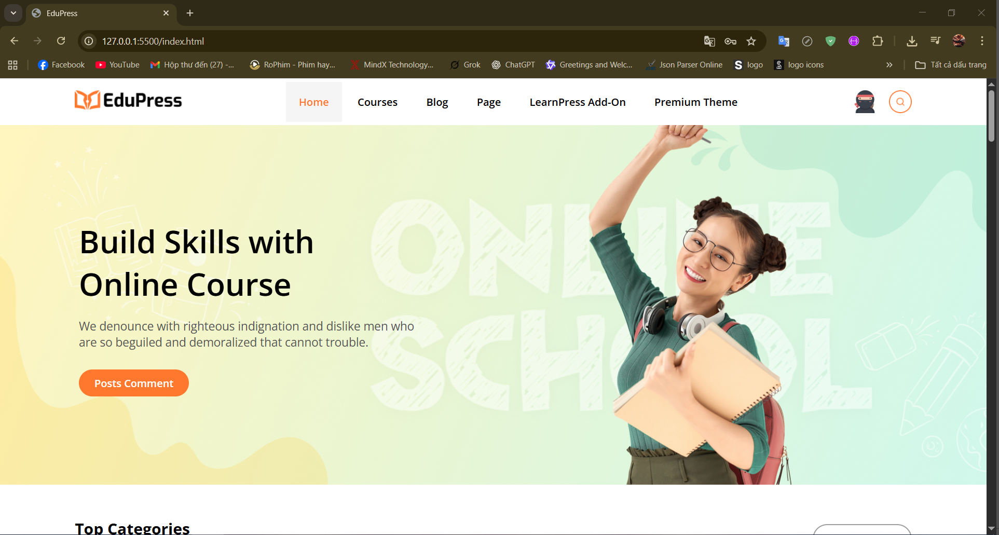 EduPress
127.0.0.1:5500/index.html
Facebook YouTube Hộp thư đến (27) -... RoPhim - Phim hay... MindX Technology... Grok ChatGPT Greetings and Welc... Json Parser Online logo logo icons Tất cả dấu trang
EduPress Home Courses Blog Page LearnPress Add-On Premium Theme
ONLINE
SCHOOL
Build Skills with
Online Course
We denounce with righteous indignation and dislike men who
are so beguiled and demoralized that cannot trouble.
Posts Comment
Top Categories